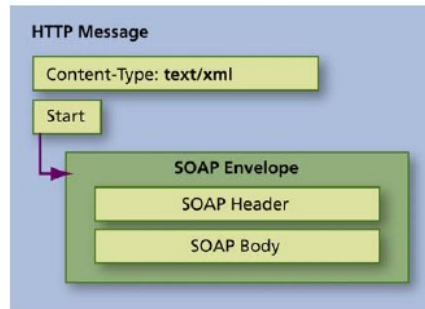 HTTP Message
Content-Type: text/xml
Start
SOAP Envelope
SOAP Header
SOAP Body